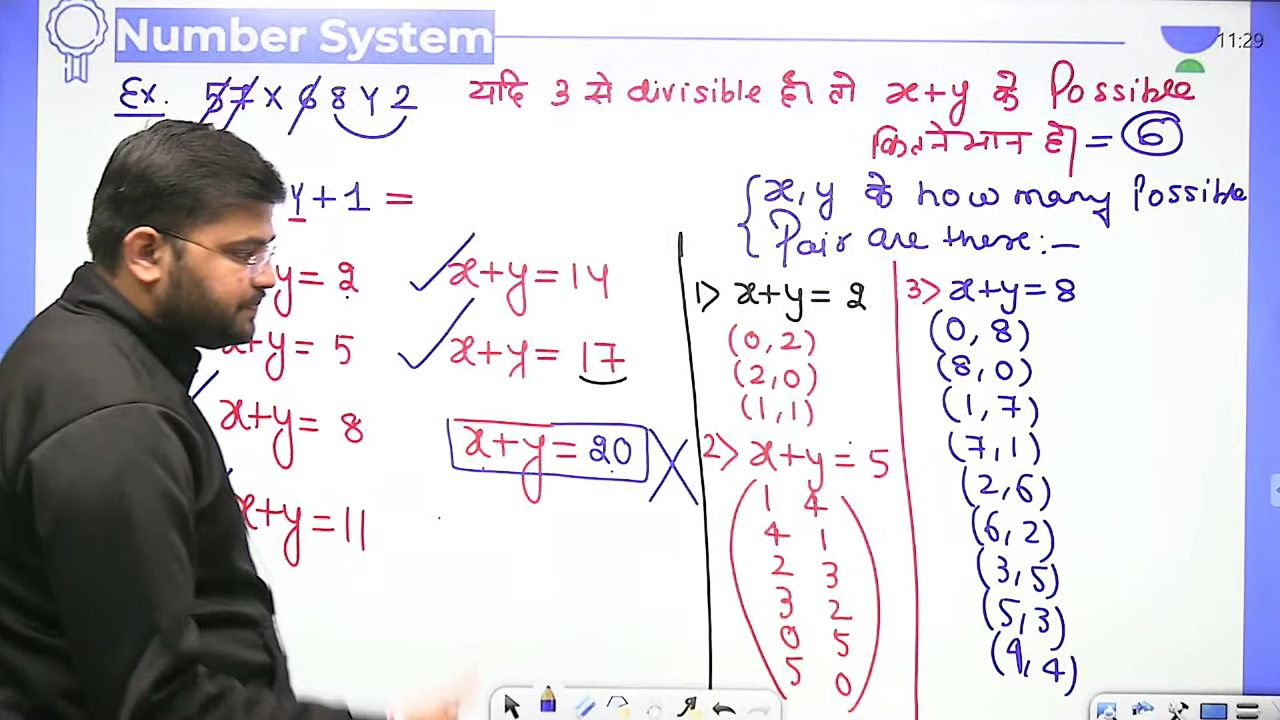 Number System
11:29
Ex. 57X68Y2 यदि 3 से divisible हो तो x+y के Possible
कितने मान हो = 6
Y+1 =
{x, y के how many Possible
Pair are there:—
y = 2
x+y = 14
x+y = 5
x+y = 17
x+y = 8
x+y = 20
x+y = 11
1> x+y = 2
(0, 2)
(2, 0)
(1, 1)
2> x+y = 5
1 4
4 1
2 3
3 2
0 5
5 0
3> x+y = 8
(0, 8)
(8, 0)
(1, 7)
(7, 1)
(2, 6)
(6, 2)
(3, 5)
(5, 3)
(4, 4)